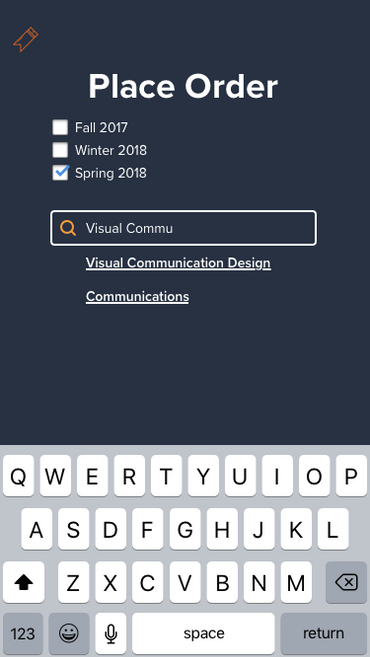 Place Order
Fall 2017
Winter 2018
Spring 2018
Visual Commu
Visual Communication Design
Communications
Q W E R T Y U I O P
A S D F G H J K L
Z X C V B N M
123 space return